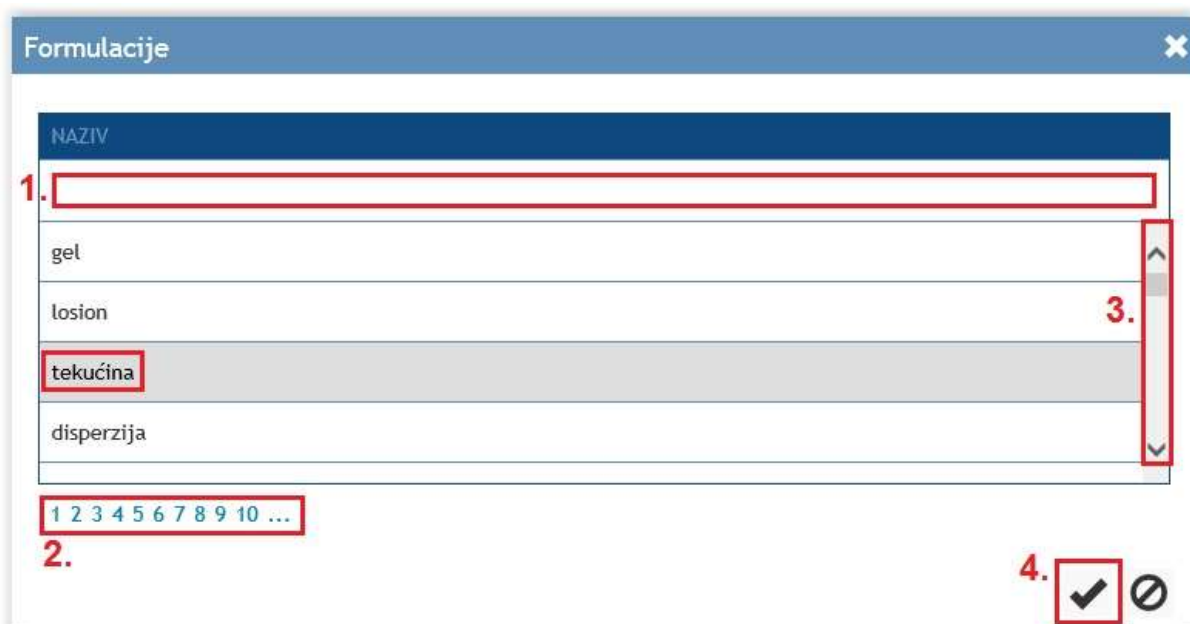 Formulacije
NAZIV
1.
gel
losion
3.
tekućina
disperzija
1 2 3 4 5 6 7 8 9 10 ...
2.
4.